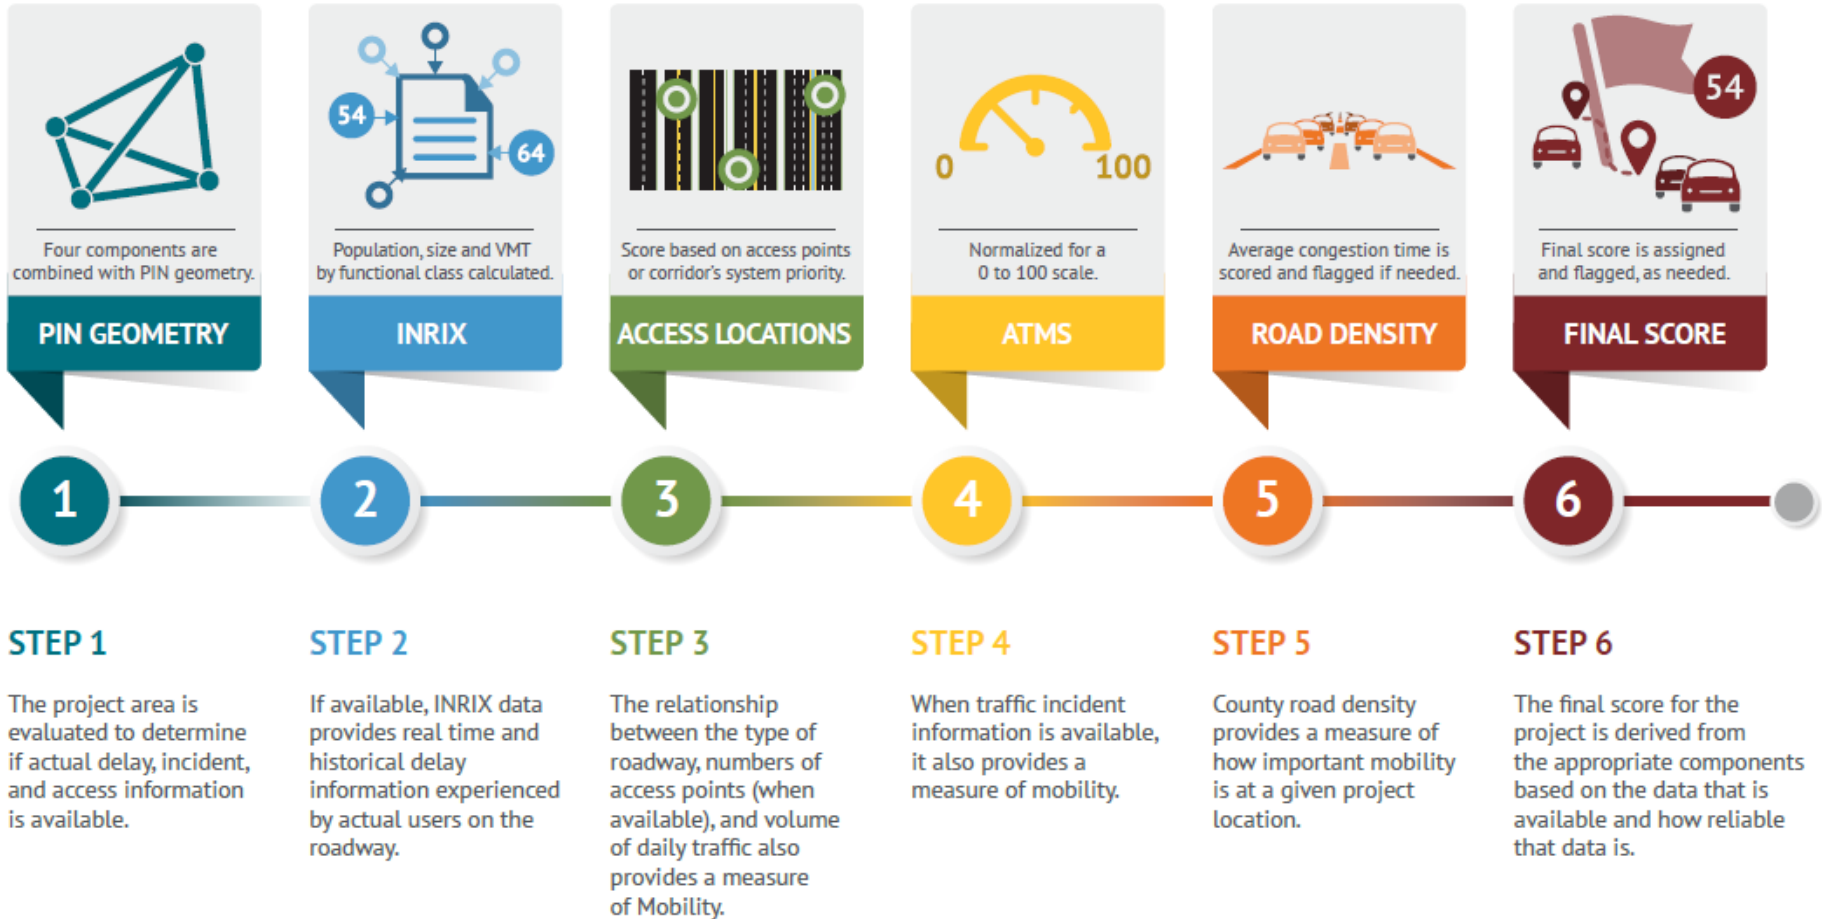 Four components are
combined with PIN geometry.
PIN GEOMETRY
54
64
Population, size and VMT
by functional class calculated.
INRIX
Score based on access points
or corridor's system priority.
ACCESS LOCATIONS
0
100
Normalized for a
0 to 100 scale.
ATMS
Average congestion time is
scored and flagged if needed.
ROAD DENSITY
54
Final score is assigned
and flagged, as needed.
FINAL SCORE
1
2
3
4
5
6
STEP 1
The project area is
evaluated to determine
if actual delay, incident,
and access information
is available.
STEP 2
If available, INRIX data
provides real time and
historical delay
information experienced
by actual users on the
roadway.
STEP 3
The relationship
between the type of
roadway, numbers of
access points (when
available), and volume
of daily traffic also
provides a measure
of Mobility.
STEP 4
When traffic incident
information is available,
it also provides a
measure of mobility.
STEP 5
County road density
provides a measure of
how important mobility
is at a given project
location.
STEP 6
The final score for the
project is derived from
the appropriate components
based on the data that is
available and how reliable
that data is.